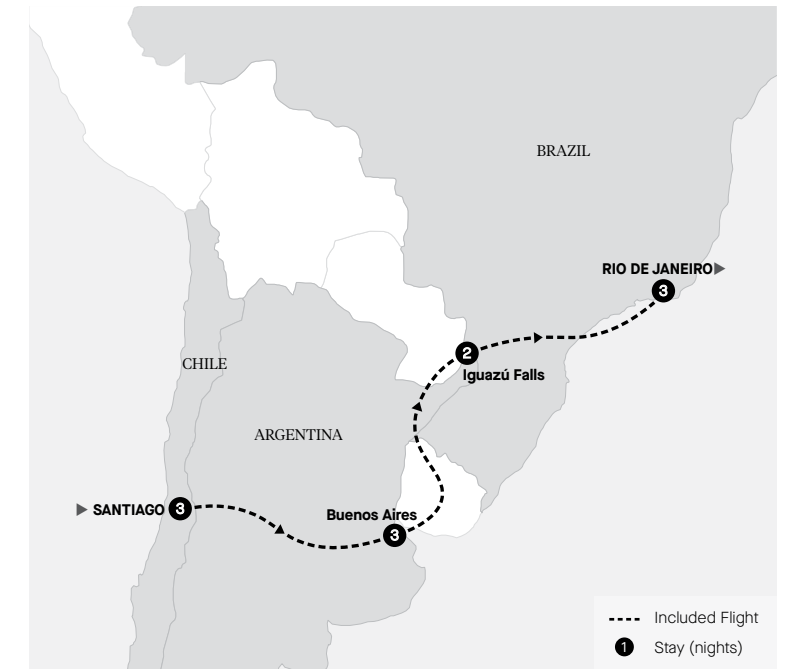 BRAZIL
RIO DE JANEIRO
3
2
Iguazú Falls
CHILE
ARGENTINA
SANTIAGO 3
Buenos Aires
3
Included Flight
1 Stay (nights)